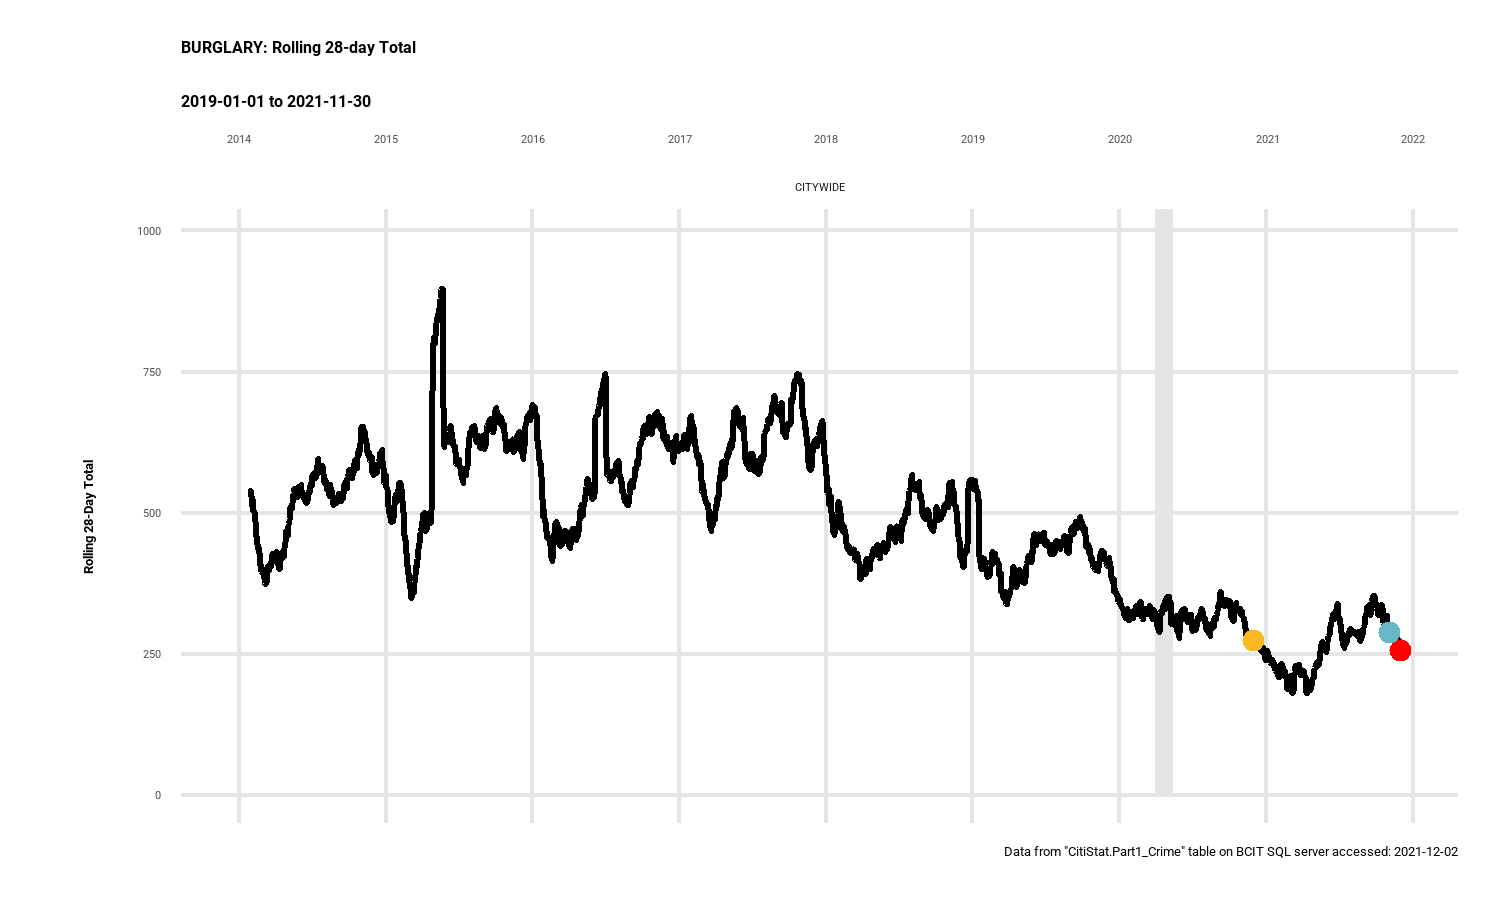 BURGLARY: Rolling 28-day Total
2019-01-01 to 2021-11-30
2014 2015 2016 2017 2018 2019 2020 2021 2022
CITYWIDE
1000
750
500
250
0
Rolling 28-Day Total
Data from "CitiStat.Part1_Crime" table on BCIT SQL server accessed: 2021-12-02